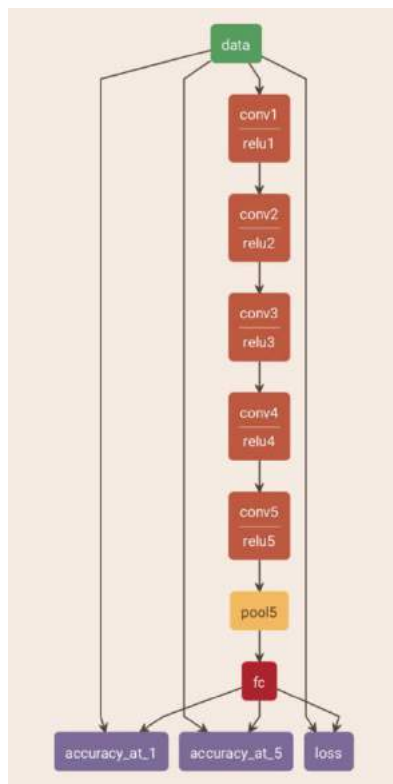 data
conv1
relu1
conv2
relu2
conv3
relu3
conv4
relu4
conv5
relu5
pool5
fc
accuracy_at_1
accuracy_at_5
loss